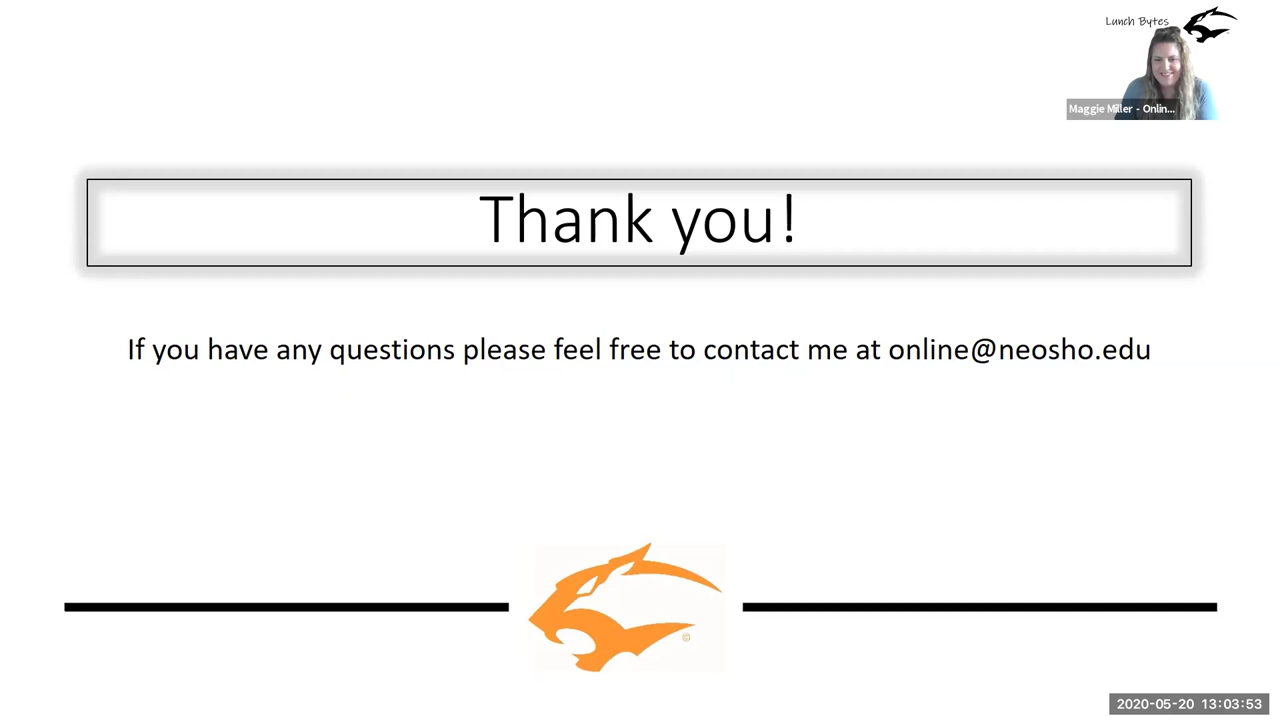 Lunch Bytes
Maggie Miller - Onlin...
Thank you!
If you have any questions please feel free to contact me at online@neosho.edu
©
2020-05-20 13:03:53